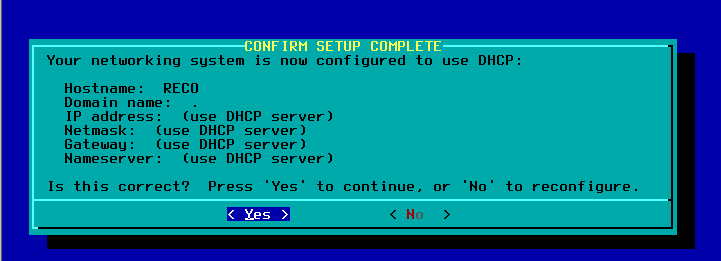 CONFIRM SETUP COMPLETE
Your networking system is now configured to use DHCP:
Hostname:  RECO
Domain name:  .
IP address:  (use DHCP server)
Netmask:  (use DHCP server)
Gateway:  (use DHCP server)
Nameserver:  (use DHCP server)
Is this correct?  Press 'Yes' to continue, or 'No' to reconfigure.
< Yes >  < No  >